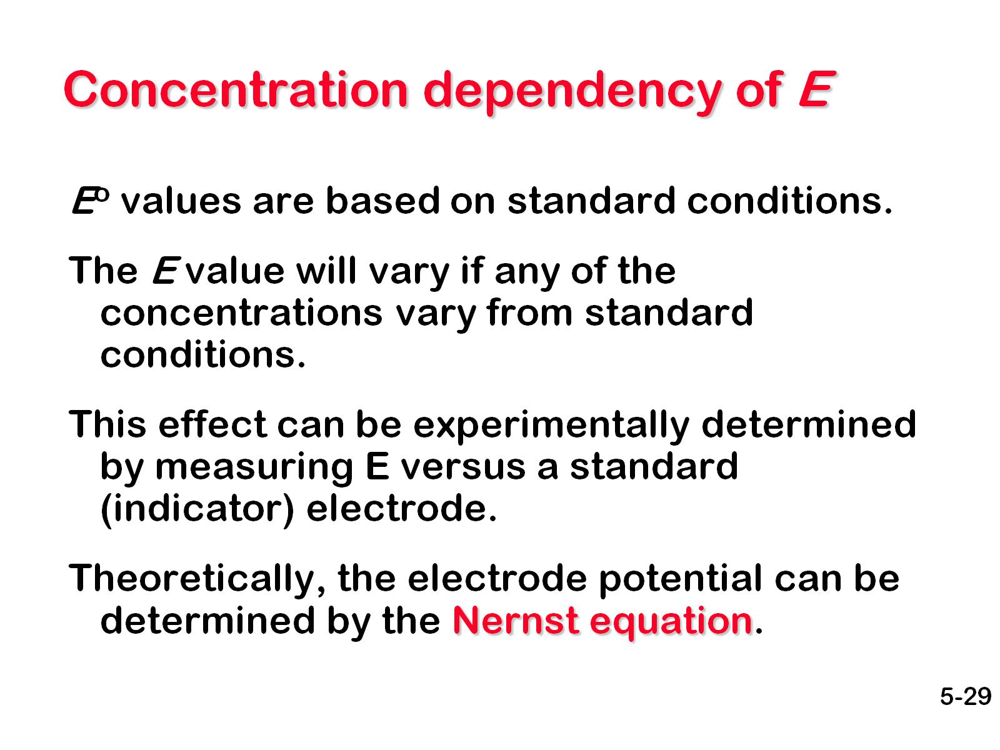 Concentration dependency of E
Eº values are based on standard conditions.
The E value will vary if any of the
concentrations vary from standard
conditions.
This effect can be experimentally determined
by measuring E versus a standard
(indicator) electrode.
Theoretically, the electrode potential can be
determined by the Nernst equation.
5-29